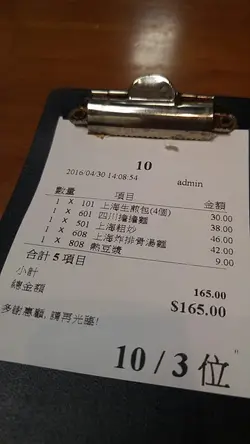 10
2016/04/30 14:08:54 admin
數量 項目 金額
1 X 101 上海生煎包(4個) 30.00
1 X 601 四川擔擔麵 38.00
1 X 501 上海粗炒 46.00
1 X 608 上海炸排骨湯麵 42.00
1 X 808 熱豆漿 9.00
合計 5 項目
小計 165.00
總金額 $165.00
多謝惠顧,請再光臨!
10 / 3 位